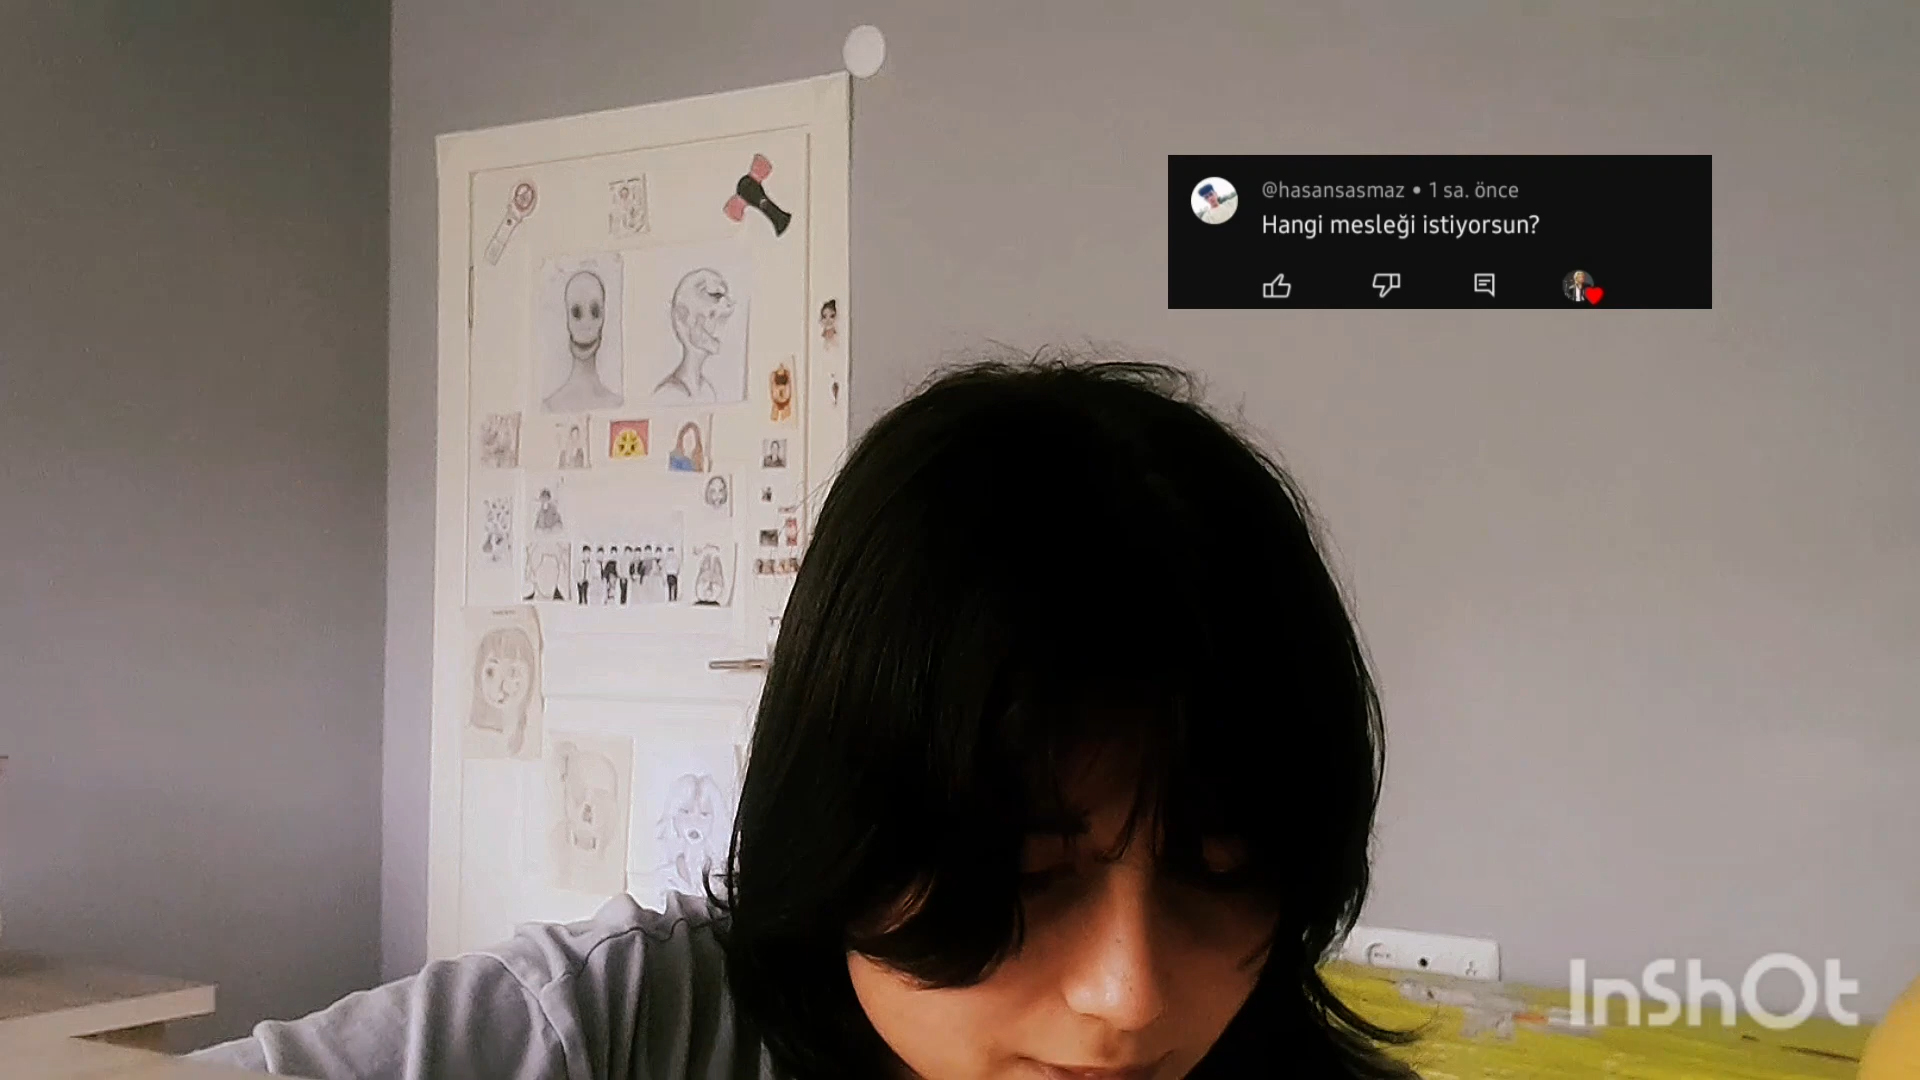 @hasansasmaz • 1 sa. önce
Hangi mesleği istiyorsun?
InShOt